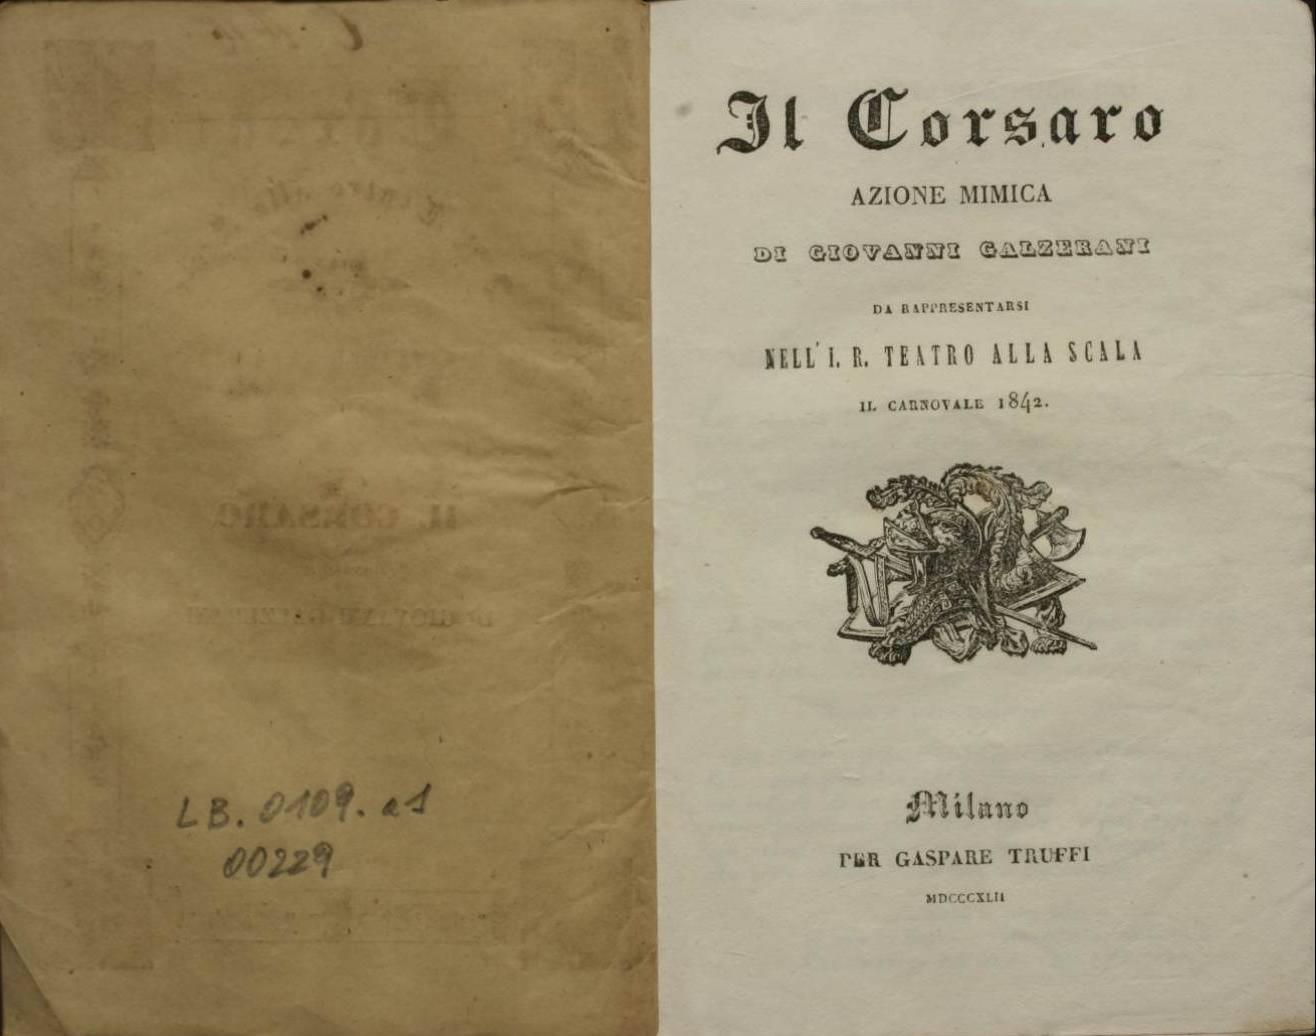 LB. 0109. a1
00229
Il Corsaro
AZIONE MIMICA
DI GIOVANNI GALZERANI
DA RAPPRESENTARSI
NELL' I. R. TEATRO ALLA SCALA
IL CARNOVALE 1842.
Milano
PER GASPARE TRUFFI
MDCCCXLII